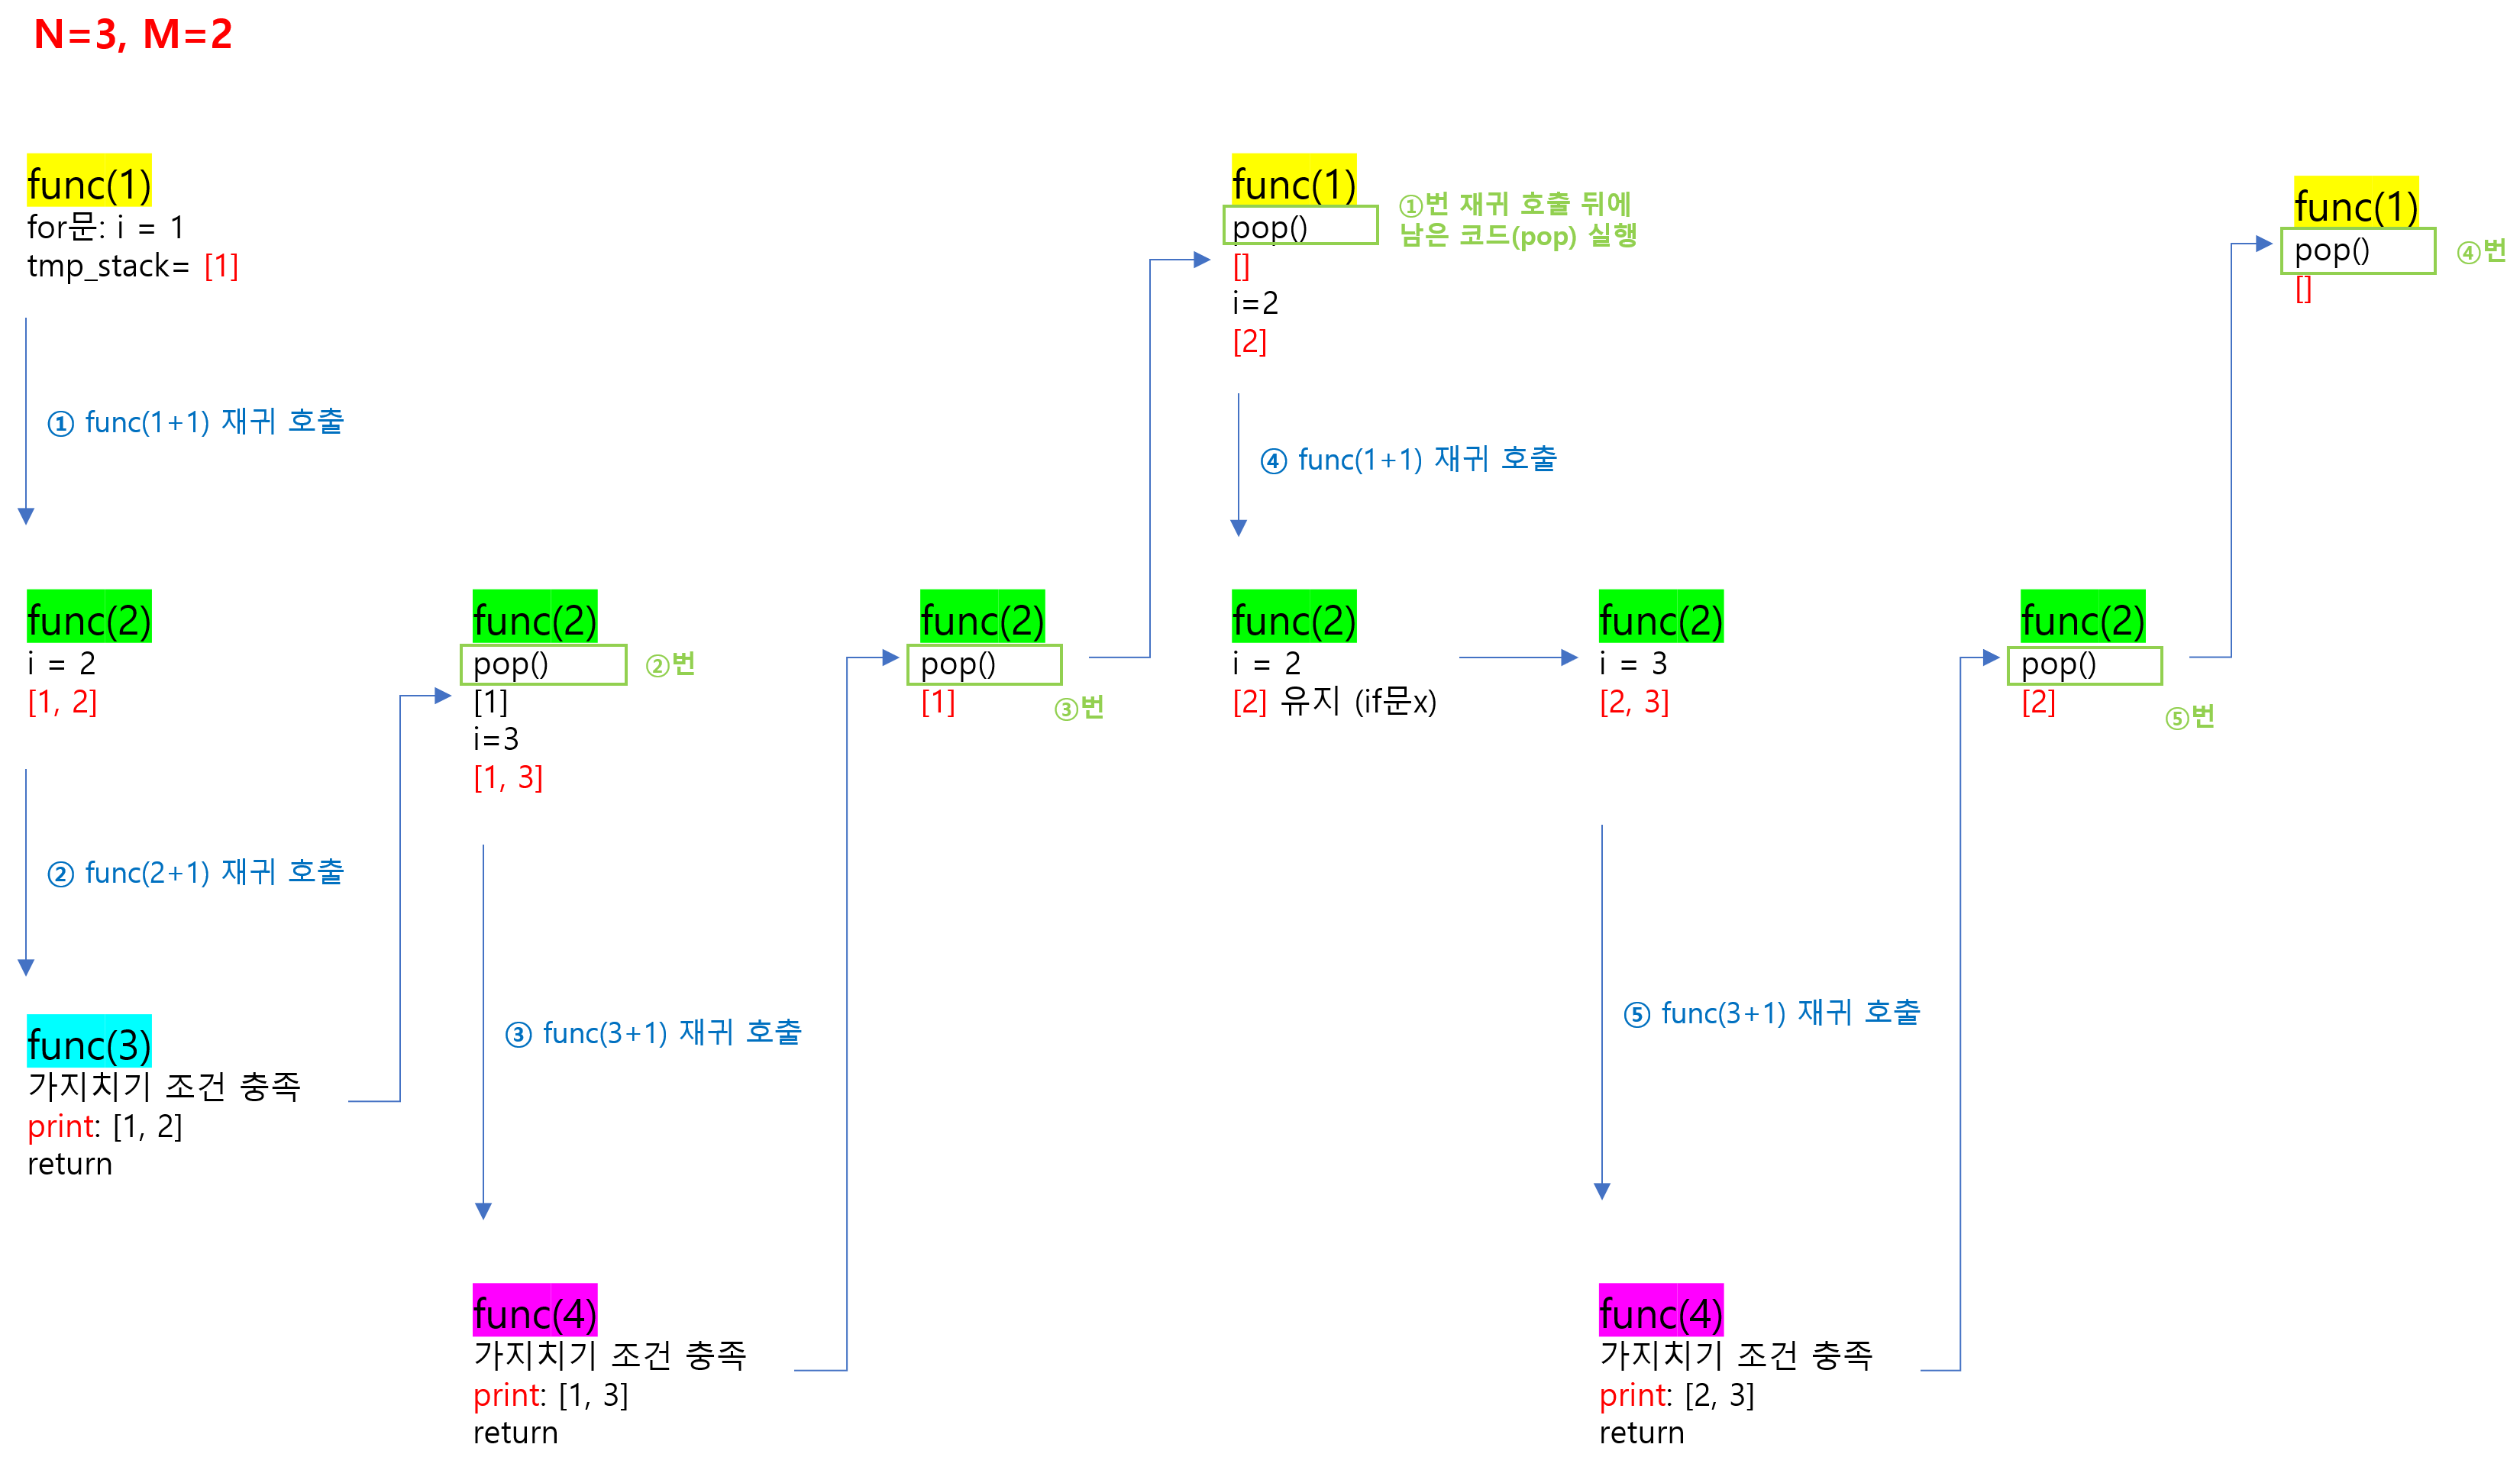 N=3, M=2
func(1)
for문: i = 1
tmp_stack= [1]
① func(1+1) 재귀 호출
func(2)
i = 2
[1, 2]
② func(2+1) 재귀 호출
func(3)
가지치기 조건 충족
print: [1, 2]
return
func(2)
pop()
②번
[1]
i=3
[1, 3]
③ func(3+1) 재귀 호출
func(4)
가지치기 조건 충족
print: [1, 3]
return
func(2)
pop()
[1]
③번
func(1)
pop()
①번 재귀 호출 뒤에
남은 코드(pop) 실행
[]
i=2
[2]
④ func(1+1) 재귀 호출
func(2)
i = 2
[2] 유지 (if문x)
func(2)
i = 3
[2, 3]
⑤ func(3+1) 재귀 호출
func(4)
가지치기 조건 충족
print: [2, 3]
return
func(2)
pop()
[2]
⑤번
func(1)
pop()
④번
[]